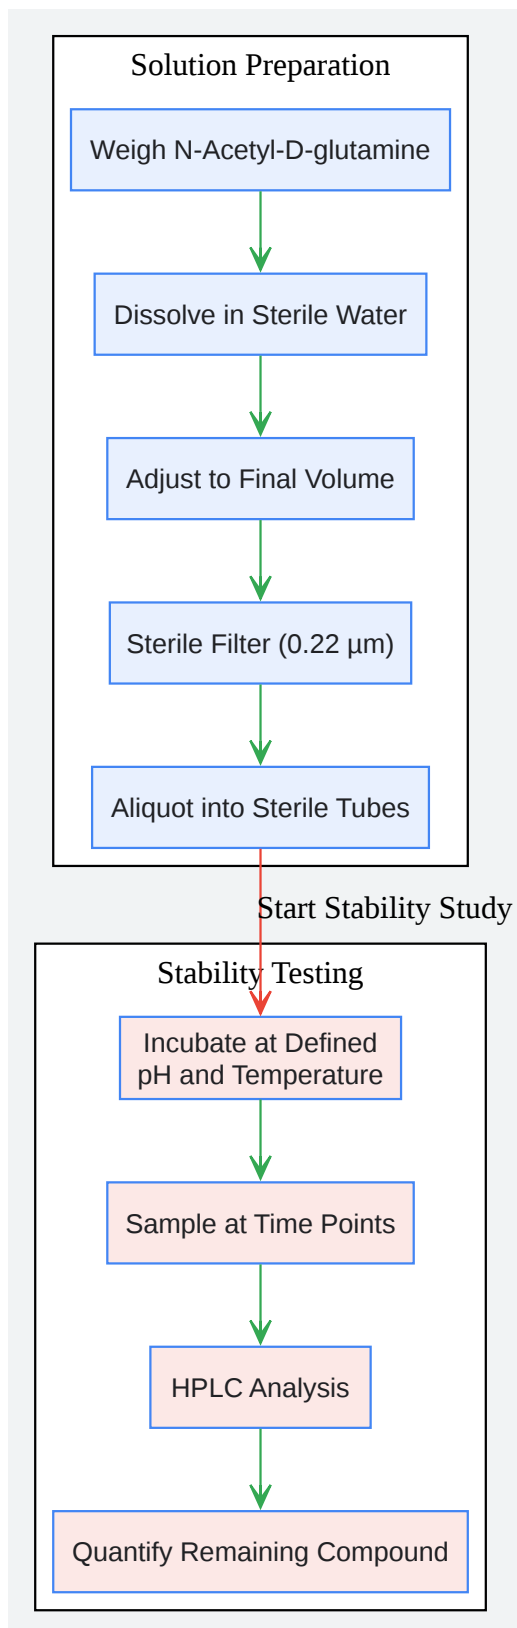 Solution Preparation
Weigh N-Acetyl-D-glutamine
Dissolve in Sterile Water
Adjust to Final Volume
Sterile Filter (0.22 µm)
Aliquot into Sterile Tubes
Start Stability Study
Stability Testing
Incubate at Defined
pH and Temperature
Sample at Time Points
HPLC Analysis
Quantify Remaining Compound